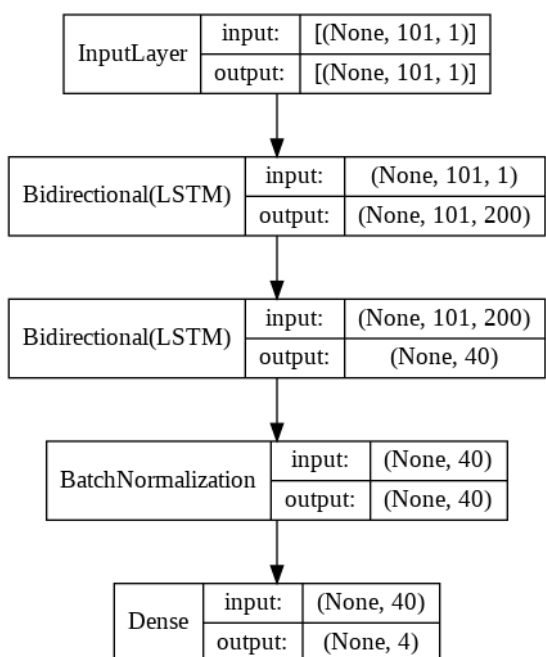 InputLayer input: [(None, 101, 1)]
output: [(None, 101, 1)]
Bidirectional(LSTM) input: (None, 101, 1)
output: (None, 101, 200)
Bidirectional(LSTM) input: (None, 101, 200)
output: (None, 40)
BatchNormalization input: (None, 40)
output: (None, 40)
Dense input: (None, 40)
output: (None, 4)